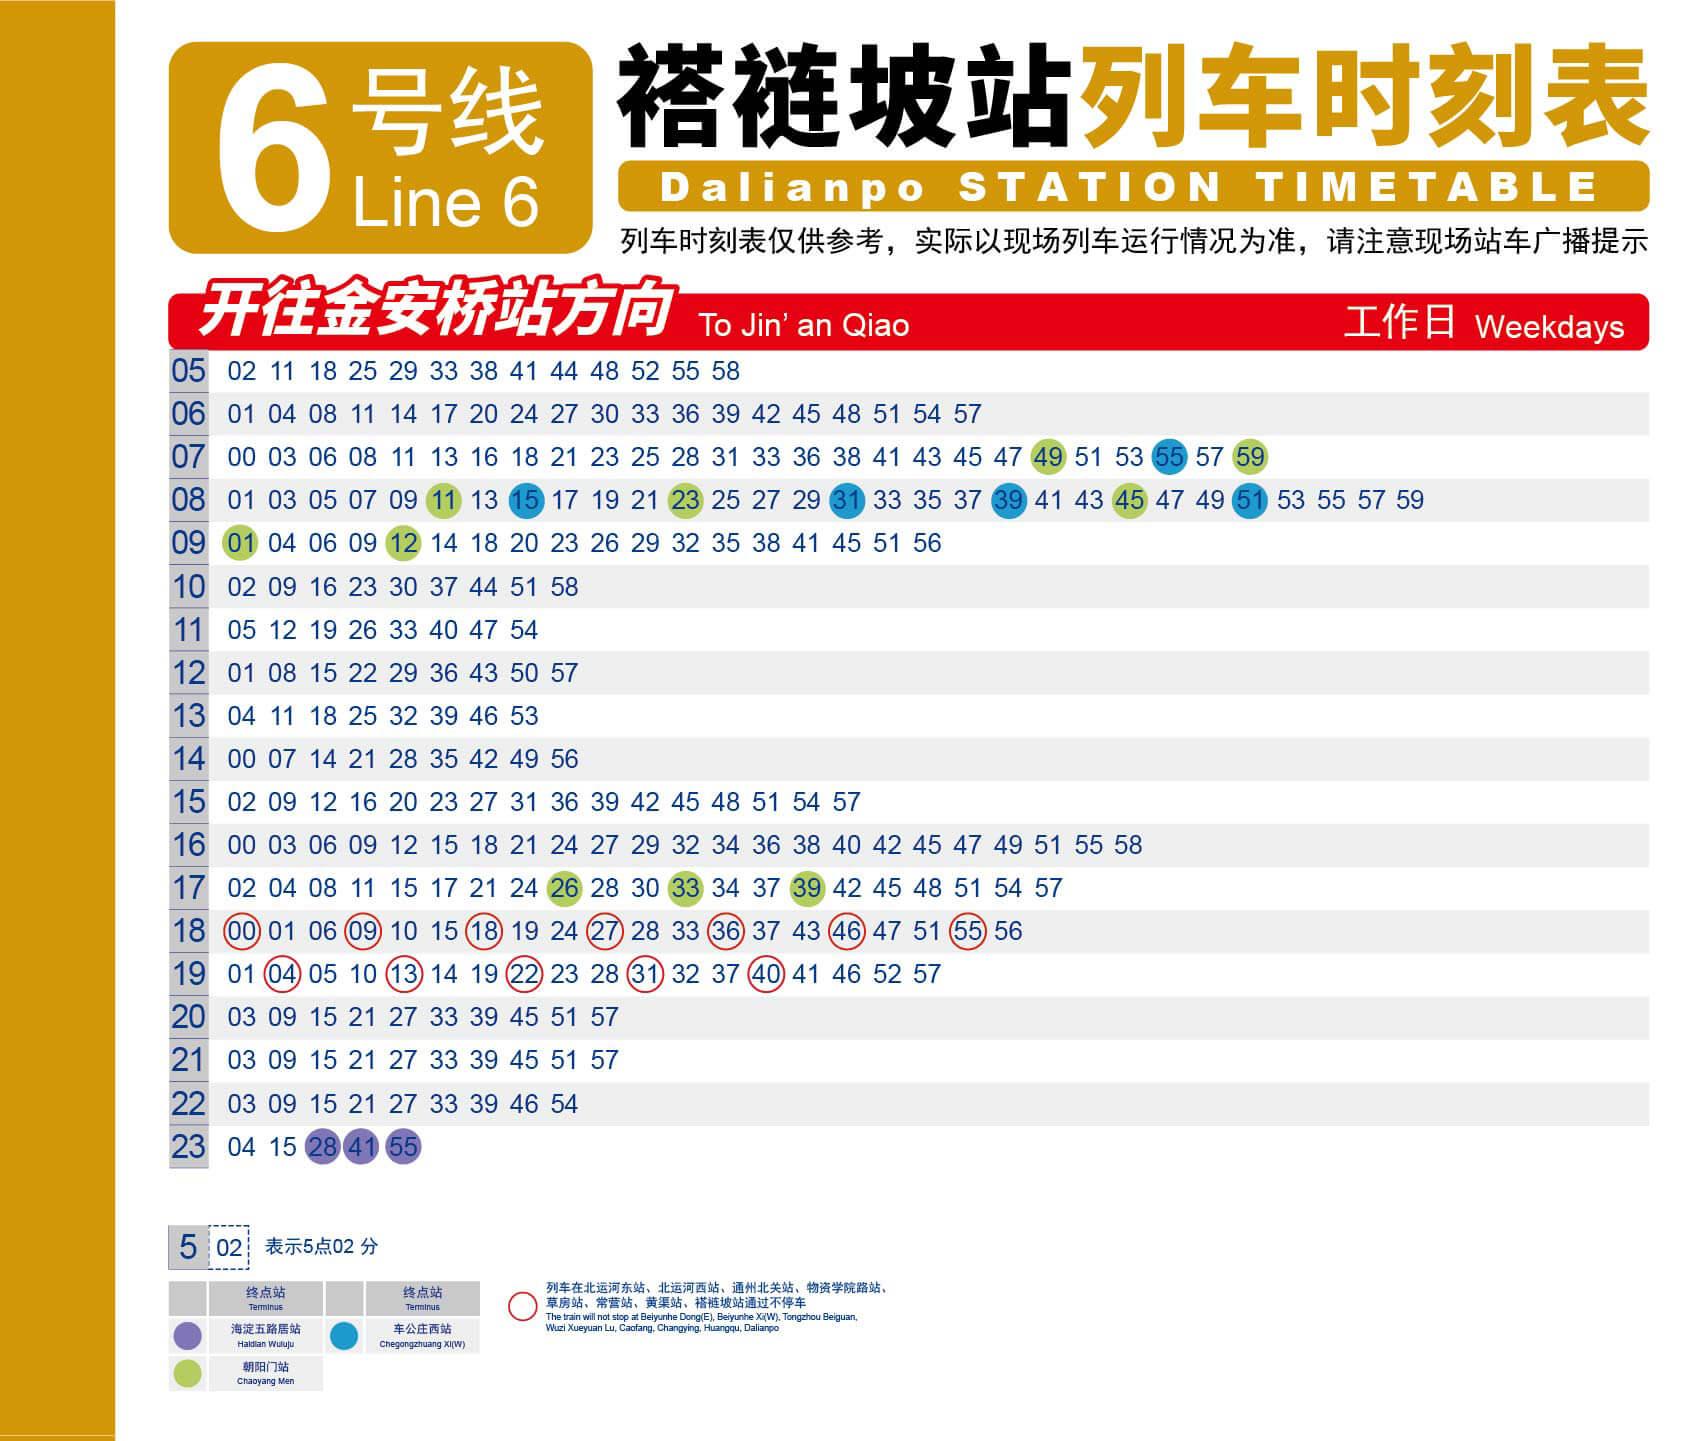 6 号线
Line 6
褡裢坡站列车时刻表
Dalianpo STATION TIMETABLE
列车时刻表仅供参考，实际以现场列车运行情况为准，请注意现场站车广播提示
开往金安桥站方向 To Jin' an Qiao 工作日 Weekdays
05 02 11 18 25 29 33 38 41 44 48 52 55 58
06 01 04 08 11 14 17 20 24 27 30 33 36 39 42 45 48 51 54 57
07 00 03 06 08 11 13 16 18 21 23 25 28 31 33 36 38 41 43 45 47 49 51 53 55 57 59
08 01 03 05 07 09 11 13 15 17 19 21 23 25 27 29 31 33 35 37 39 41 43 45 47 49 51 53 55 57 59
09 01 04 06 09 12 14 18 20 23 26 29 32 35 38 41 45 51 56
10 02 09 16 23 30 37 44 51 58
11 05 12 19 26 33 40 47 54
12 01 08 15 22 29 36 43 50 57
13 04 11 18 25 32 39 46 53
14 00 07 14 21 28 35 42 49 56
15 02 09 12 16 20 23 27 31 36 39 42 45 48 51 54 57
16 00 03 06 09 12 15 18 21 24 27 29 32 34 36 38 40 42 45 47 49 51 55 58
17 02 04 08 11 15 17 21 24 26 28 30 33 34 37 39 42 45 48 51 54 57
18 00 01 06 09 10 15 18 19 24 27 28 33 36 37 43 46 47 51 55 56
19 01 04 05 10 13 14 19 22 23 28 31 32 37 40 41 46 52 57
20 03 09 15 21 27 33 39 45 51 57
21 03 09 15 21 27 33 39 45 51 57
22 03 09 15 21 27 33 39 46 54
23 04 15 28 41 55
5 02 表示5点02 分
终点站 终点站
Terminus Terminus
海淀五路居站 车公庄西站
Haidian Wuluju Chegongzhuang Xi(W)
朝阳门站
Chaoyang Men
列车在北运河东站、北运河西站、通州北关站、物资学院路站、
草房站、常营站、黄渠站、褡裢坡站通过不停车
The train will not stop at Beiyunhe Dong(E), Beiyunhe Xi(W), Tongzhou Beiguan,
Wuzi Xueyuan Lu, Caofang, Changying, Huangqu, Dalianpo